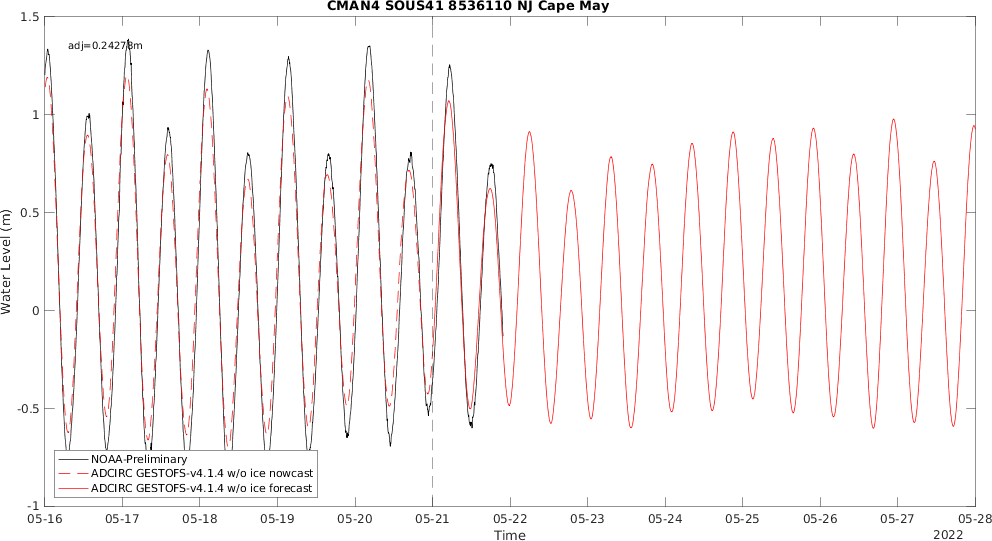 CMAN4 SOUS41 8536110 NJ Cape May
adj=0.24278m
1.5
1
0.5
0
-0.5
-1
Water Level (m)
NOAA-Preliminary
ADCIRC GESTOFS-v4.1.4 w/o ice nowcast
ADCIRC GESTOFS-v4.1.4 w/o ice forecast
05-16 05-17 05-18 05-19 05-20 05-21 05-22 05-23 05-24 05-25 05-26 05-27 05-28
Time
2022